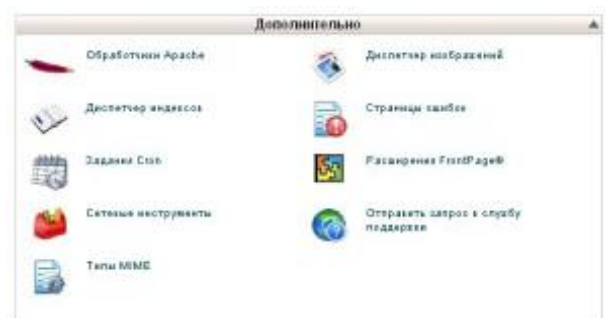 Дополнительно
Обработчики Apache
Диспетчер изображений
Диспетчер индексов
Страницы ошибок
Задания Cron
Расширения FrontPage®
Сетевые инструменты
Отправить запрос в службу
поддержки
Типы MIME